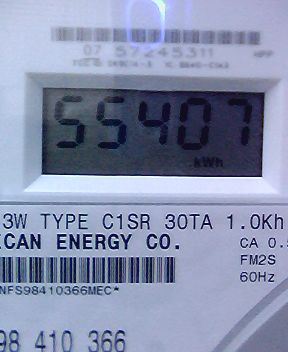 07 57245311
55407
kWh
3W TYPE C1SR 30TA 1.0Kh
ICAN ENERGY CO.
CA 0.5
FM2S
60Hz
NFS98410366MEC*
98 410 366